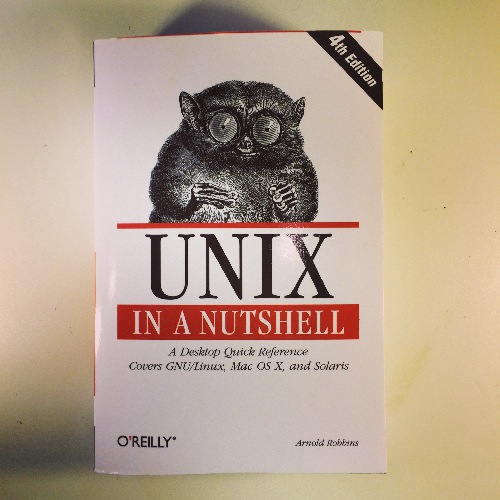 4th Edition
UNIX
IN A NUTSHELL
A Desktop Quick Reference
Covers GNU/Linux, Mac OS X, and Solaris
O'REILLY®
Arnold Robbins